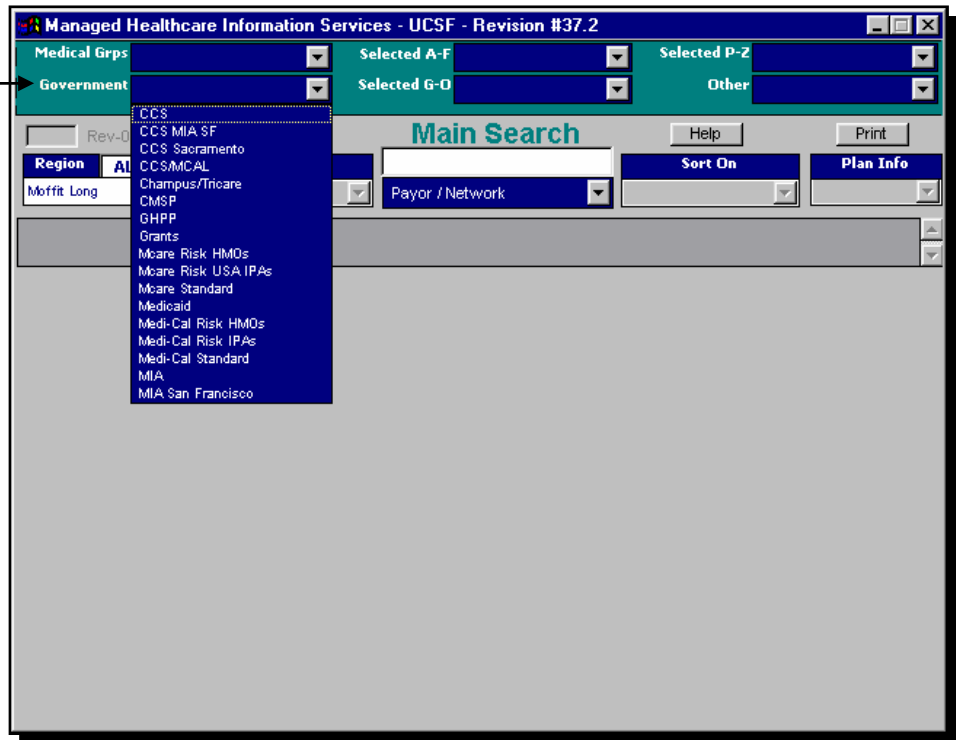 Managed Healthcare Information Services - UCSF - Revision #37.2
Medical Grps Selected A-F Selected P-Z
Government Selected G-O Other
CCS
CCS MIA SF
CCS Sacramento
CCS/MCAL
Champus/Tricare
CMSP
GHPP
Grants
Mcare Risk HMOs
Mcare Risk USA IPAs
Mcare Standard
Medicaid
Medi-Cal Risk HMOs
Medi-Cal Risk IPAs
Medi-Cal Standard
MIA
MIA San Francisco
Rev-0 Main Search Help Print
Region AL Sort On Plan Info
Moffit Long Payor / Network